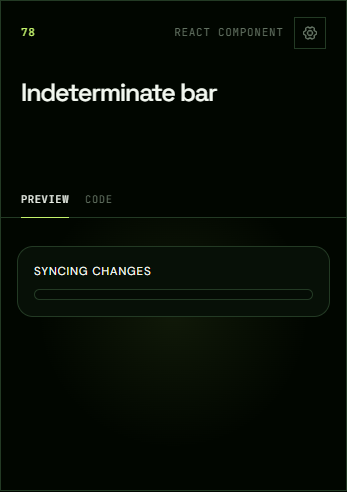 78
REACT COMPONENT
Indeterminate bar
PREVIEW CODE
SYNCING CHANGES